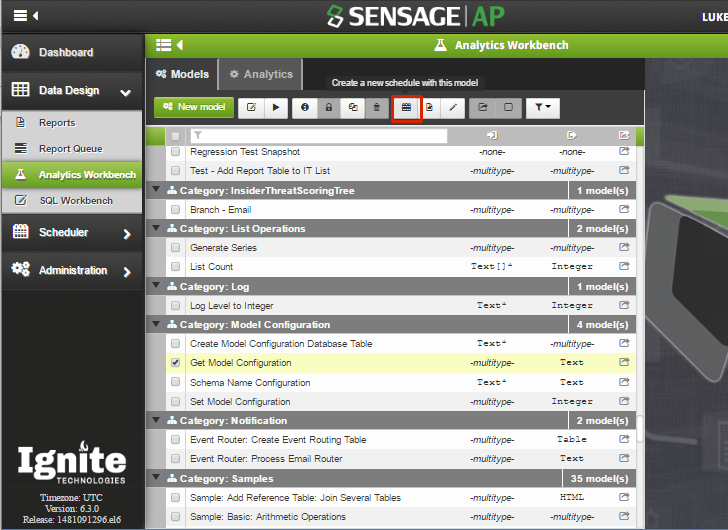 SENSAGE AP
LUKE
Analytics Workbench
Dashboard
Data Design
Reports
Report Queue
Analytics Workbench
SQL Workbench
Scheduler
Administration
Models
Analytics
Create a new schedule with this model
New model
Regression Test Snapshot -none- -none-
Test - Add Report Table to IT List -multitype- -multitype-
Category: InsiderThreatScoringTree 1 model(s)
Branch - Email -multitype- -multitype-
Category: List Operations 2 model(s)
Generate Series -multitype- -multitype-
List Count Text[]^ Integer
Category: Log 1 model(s)
Log Level to Integer Text^ Integer
Category: Model Configuration 4 model(s)
Create Model Configuration Database Table Text^ -multitype-
Get Model Configuration -multitype- Text
Schema Name Configuration Text^ Text
Set Model Configuration -multitype- Integer
Category: Notification 2 model(s)
Event Router: Create Event Routing Table -multitype- Table
Event Router: Process Email Router -multitype- Text
Category: Samples 35 model(s)
Sample: Add Reference Table: Join Several Tables -multitype- HTML
Sample: Basic: Arithmetic Operations -multitype- -multitype-
Ignite
TECHNOLOGIES
Timezone: UTC
Version: 6.3.0
Release: 1481091296.el6